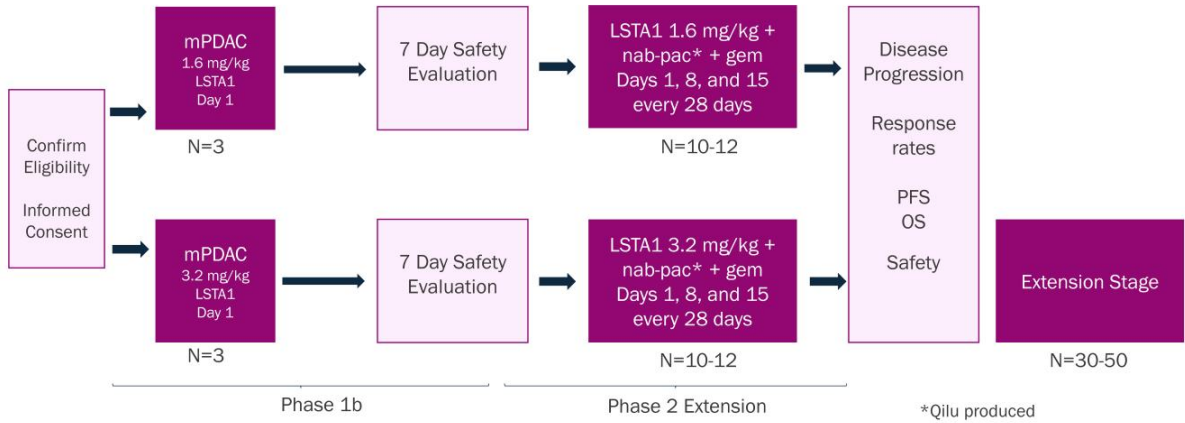 Confirm
Eligibility
Informed
Consent
mPDAC
1.6 mg/kg
LSTA1
Day 1
N=3
7 Day Safety
Evaluation
LSTA1 1.6 mg/kg +
nab-pac* + gem
Days 1, 8, and 15
every 28 days
N=10-12
mPDAC
3.2 mg/kg
LSTA1
Day 1
N=3
7 Day Safety
Evaluation
LSTA1 3.2 mg/kg +
nab-pac* + gem
Days 1, 8, and 15
every 28 days
N=10-12
Disease
Progression
Response
rates
PFS
OS
Safety
Extension Stage
N=30-50
Phase 1b
Phase 2 Extension
*Qilu produced